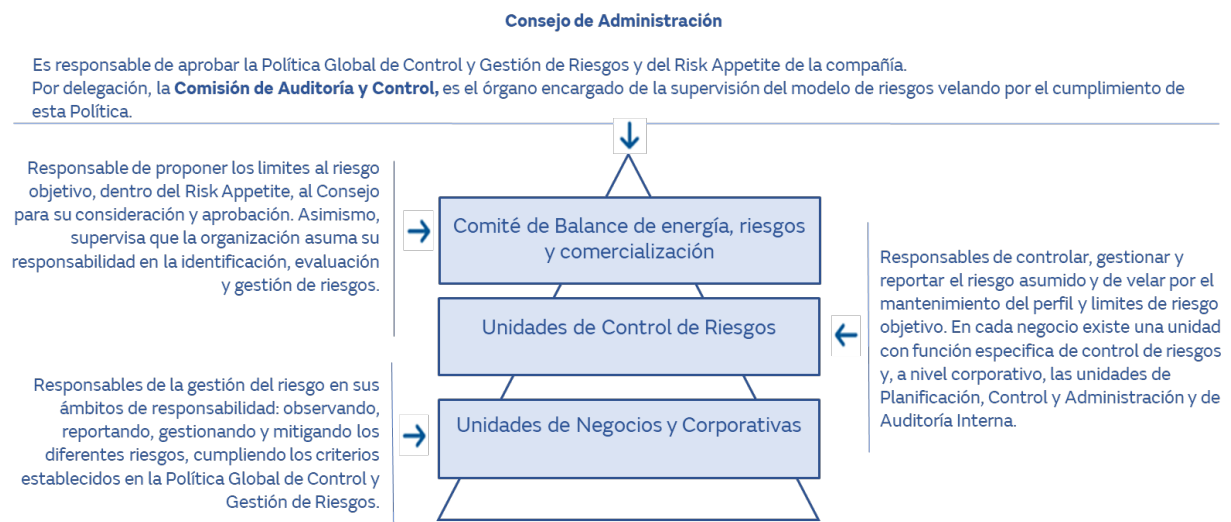 Consejo de Administración
Es responsable de aprobar la Política Global de Control y Gestión de Riesgos y del Risk Appetite de la compañía.
Por delegación, la Comisión de Auditoría y Control, es el órgano encargado de la supervisión del modelo de riesgos velando por el cumplimiento de
esta Política.
Responsable de proponer los limites al riesgo
objetivo, dentro del Risk Appetite, al Consejo
para su consideración y aprobación. Asimismo,
supervisa que la organización asuma su
responsabilidad en la identificación, evaluación
y gestión de riesgos.
Comité de Balance de energía, riesgos
y comercialización
Unidades de Control de Riesgos
Responsables de controlar, gestionar y
reportar el riesgo asumido y de velar por el
mantenimiento del perfil y limites de riesgo
objetivo. En cada negocio existe una unidad
con función especifica de control de riesgos
y, a nivel corporativo, las unidades de
Planificación, Control y Administración y de
Auditoría Interna.
Responsables de la gestión del riesgo en sus
ámbitos de responsabilidad: observando,
reportando, gestionando y mitigando los
diferentes riesgos, cumpliendo los criterios
establecidos en la Política Global de Control y
Gestión de Riesgos.
Unidades de Negocios y Corporativas